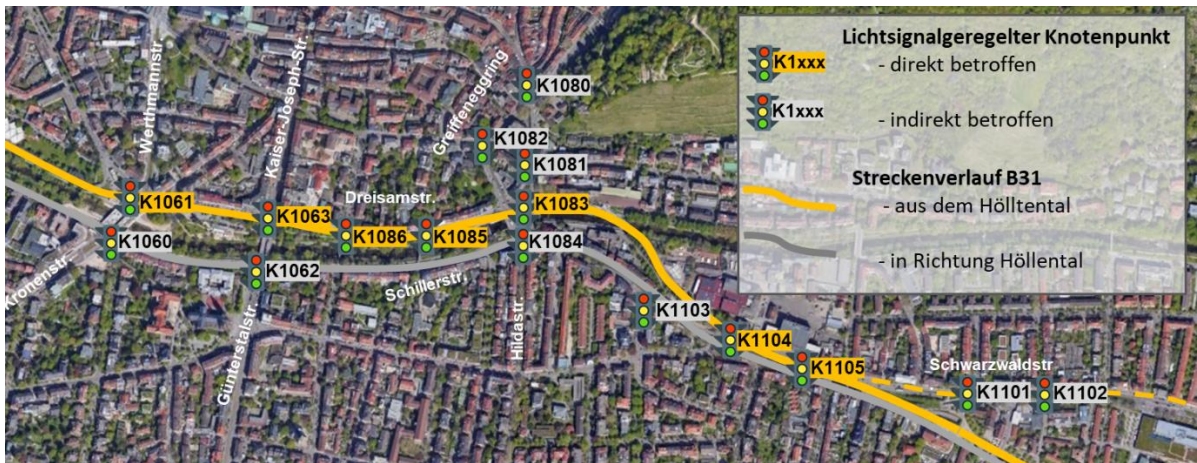 Lichtsignalgeregelter Knotenpunkt
K1xxx
- direkt betroffen
K1xxx
- indirekt betroffen
Streckenverlauf B31
- aus dem Hölltental
- in Richtung Höllental
Werthmannstr.
Kaiser-Joseph-Str.
Greiffeneggring
K1080
K1082
K1081
K1061
K1063
Dreisamstr.
K1086
K1085
K1083
K1060
K1062
K1084
Kronenstr.
Günterstalstr
Schillerstr.
Hildastr
K1103
K1104
K1105
Schwarzwaldstr
K1101
K1102